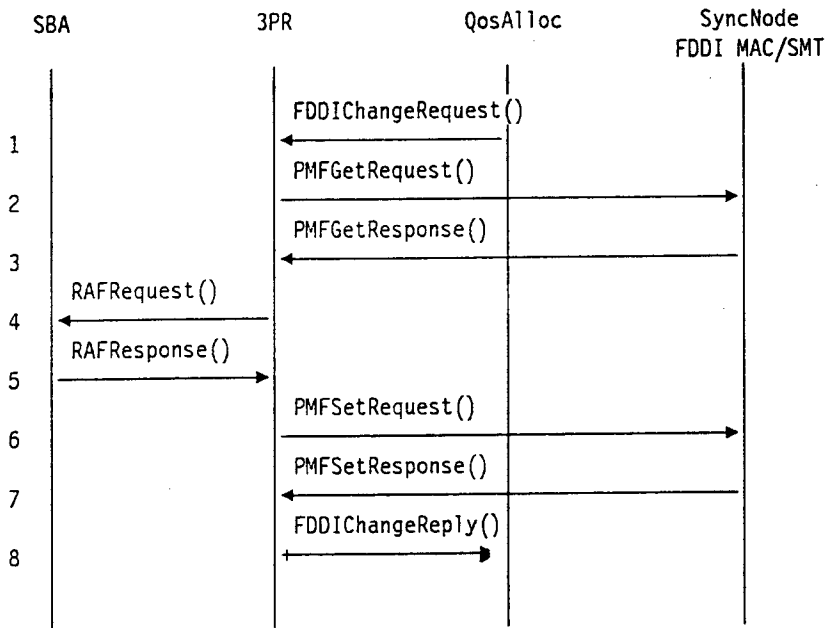 SBA 3PR QosAlloc SyncNode
FDDI MAC/SMT
FDDIChangeRequest()
1
PMFGetRequest()
2
PMFGetResponse()
3
RAFRequest()
4
RAFResponse()
5
PMFSetRequest()
6
PMFSetResponse()
7
FDDIChangeReply()
8